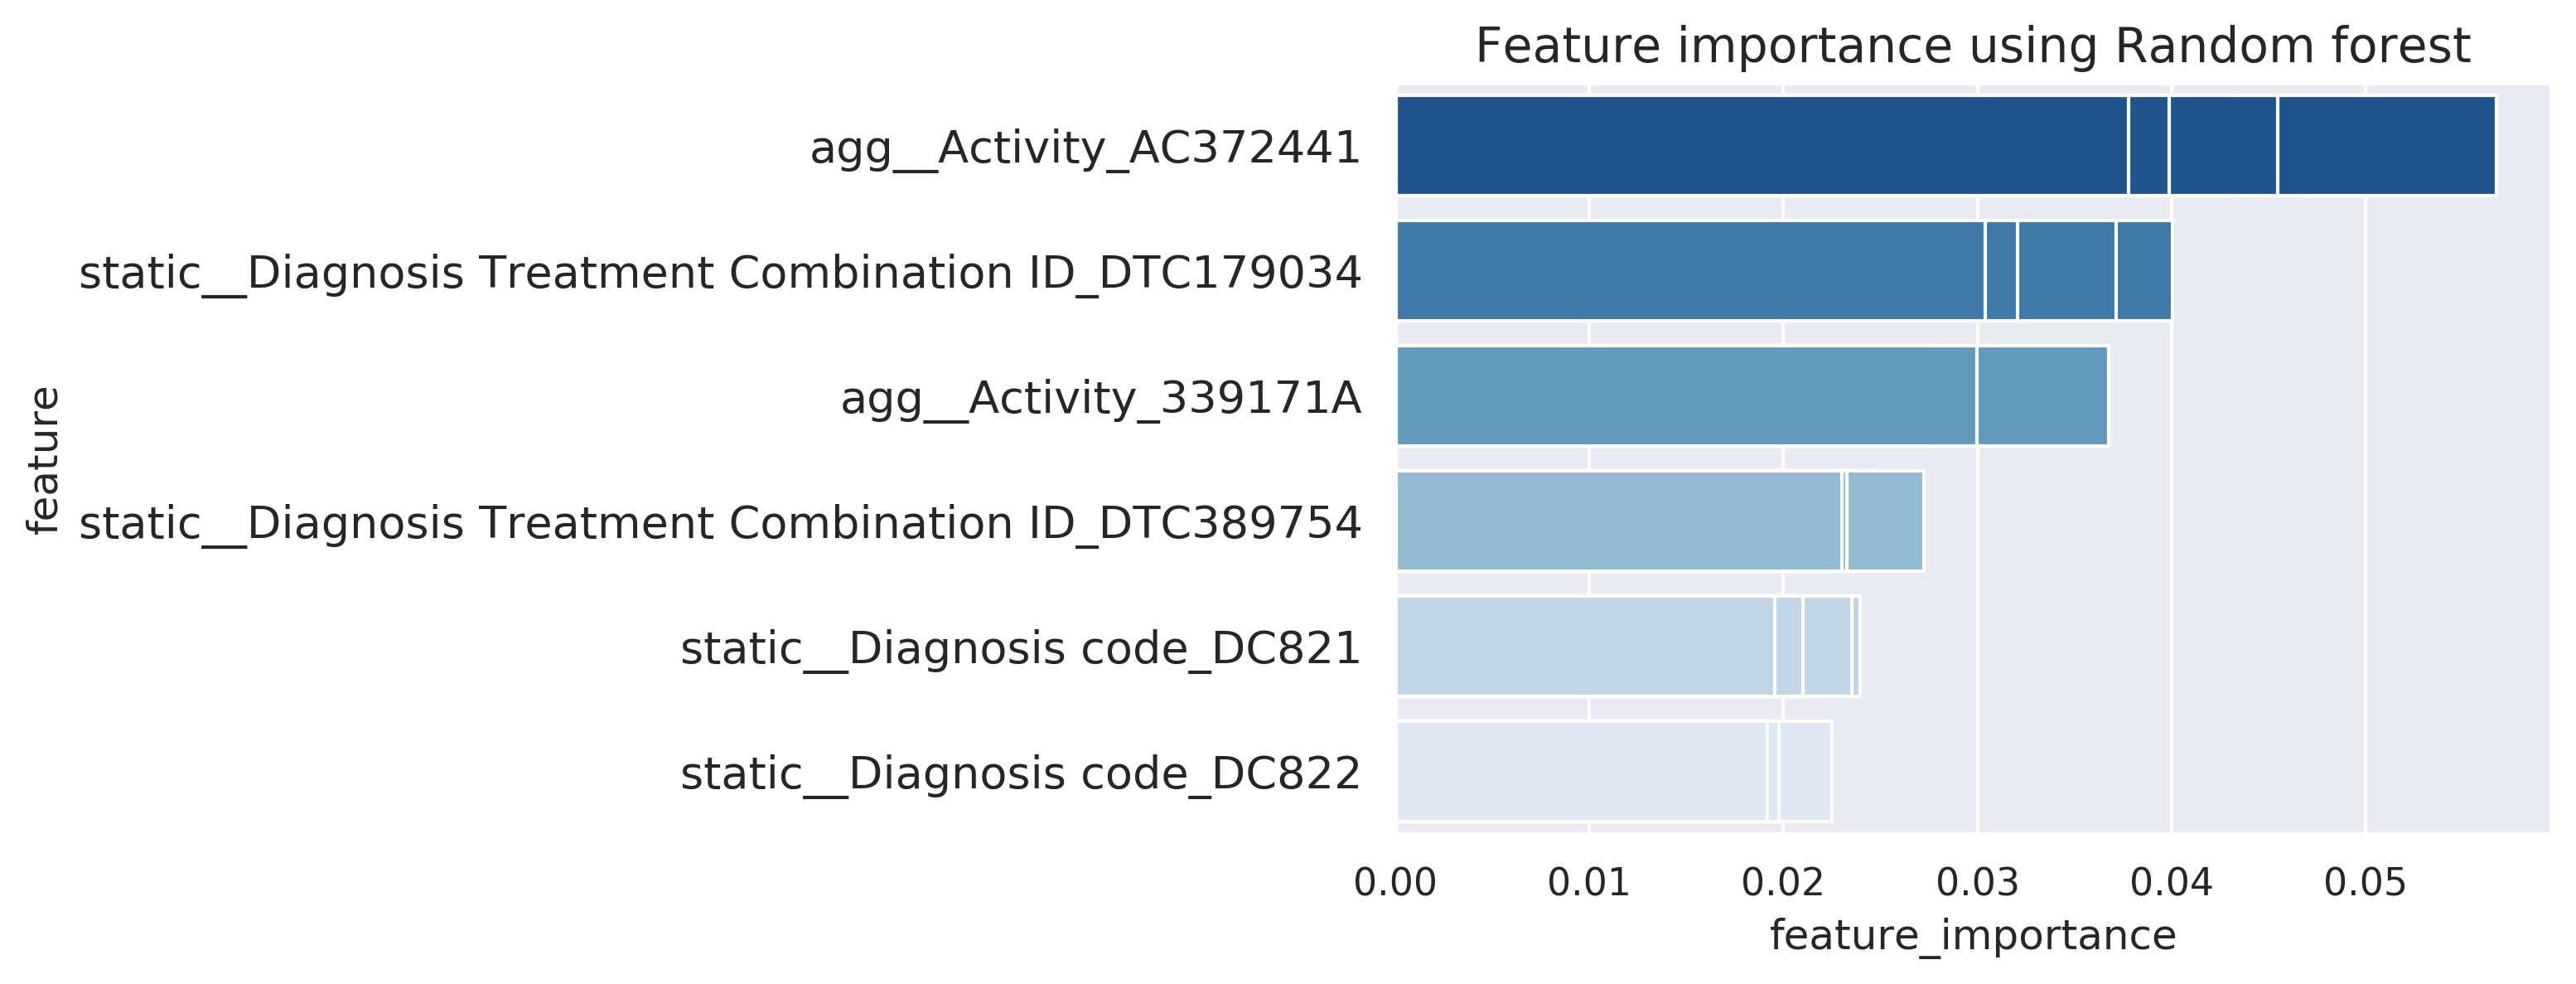 Feature importance using Random forest
feature
agg__Activity_AC372441
static__Diagnosis Treatment Combination ID_DTC179034
agg__Activity_339171A
static__Diagnosis Treatment Combination ID_DTC389754
static__Diagnosis code_DC821
static__Diagnosis code_DC822
0.00 0.01 0.02 0.03 0.04 0.05
feature_importance